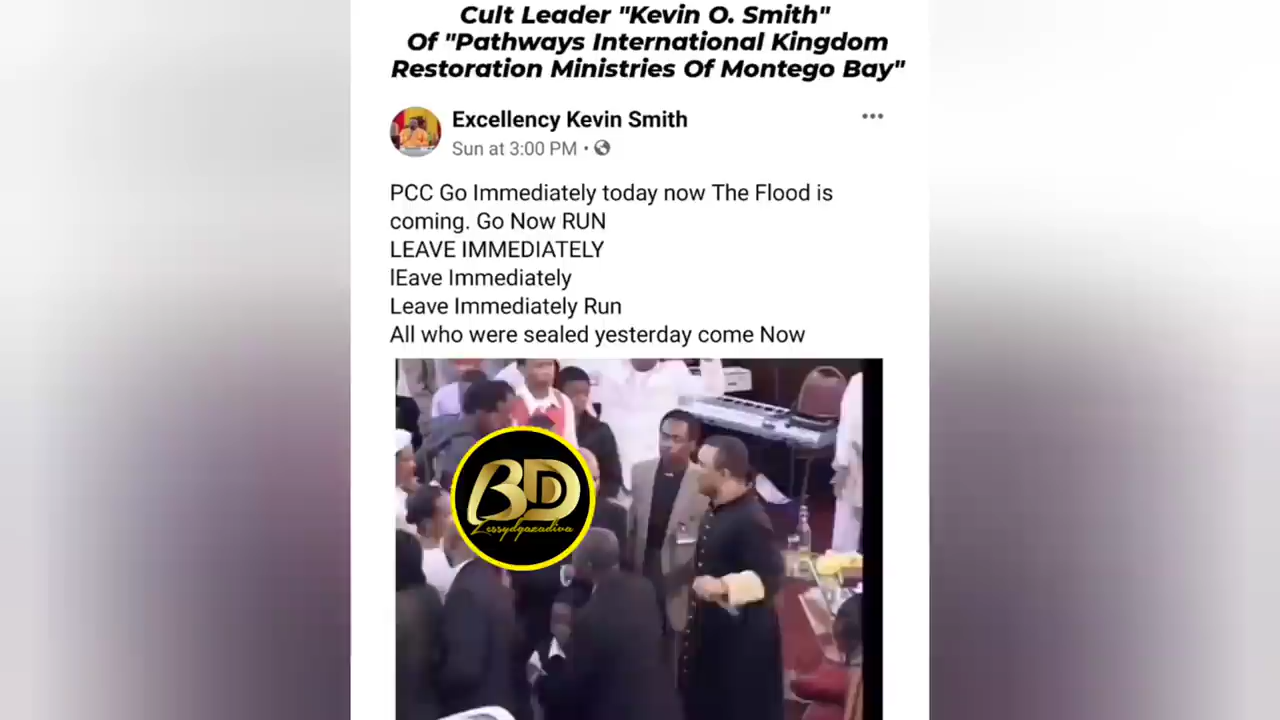 Cult Leader "Kevin O. Smith"
Of "Pathways International Kingdom
Restoration Ministries Of Montego Bay"
Excellency Kevin Smith
Sun at 3:00 PM •
PCC Go Immediately today now The Flood is
coming. Go Now RUN
LEAVE IMMEDIATELY
lEave Immediately
Leave Immediately Run
All who were sealed yesterday come Now
BD
Lessydgazadiva